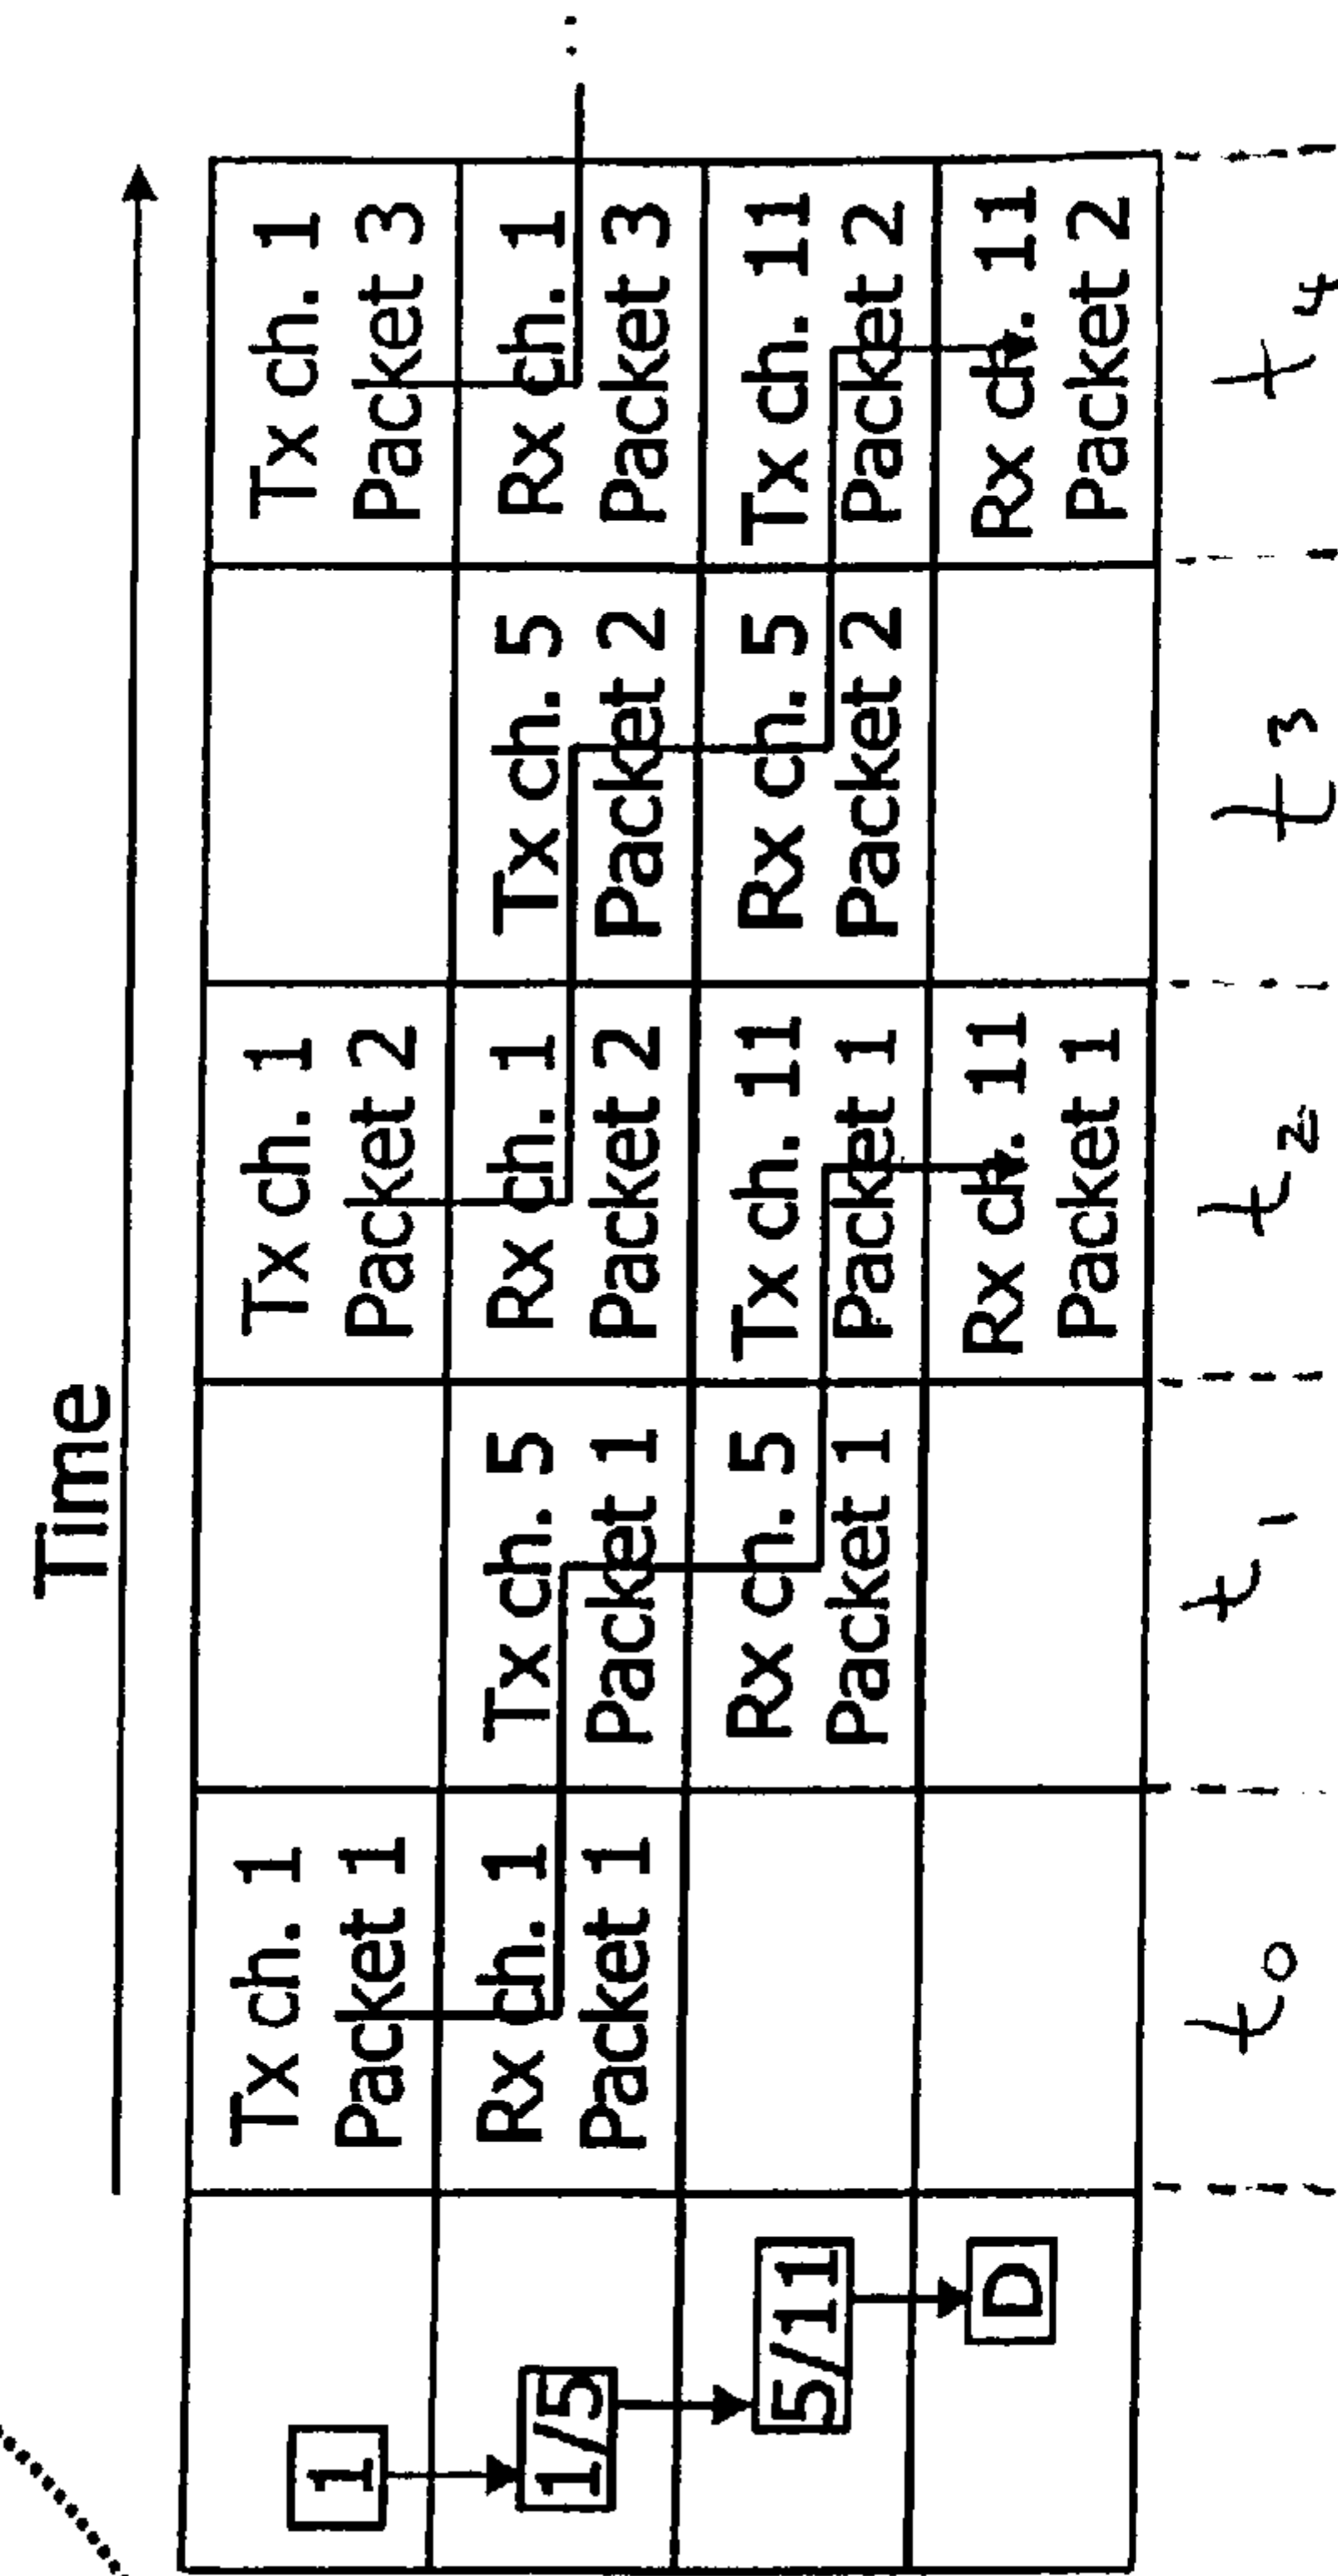 Time
1
Tx ch. 1
Packet 1
Tx ch. 1
Packet 2
Tx ch. 1
Packet 3
1/5
Rx ch. 1
Packet 1
Tx ch. 5
Packet 1
Rx ch. 1
Packet 2
Tx ch. 5
Packet 2
Rx ch. 1
Packet 3
5/11
Rx ch. 5
Packet 1
Tx ch. 11
Packet 1
Rx ch. 5
Packet 2
Tx ch. 11
Packet 2
D
Rx ch. 11
Packet 1
Rx ch. 11
Packet 2
t0
t1
t2
t3
t4